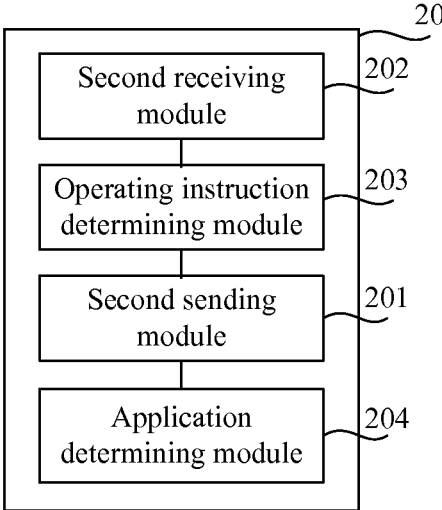 20
Second receiving
module
202
Operating instruction
determining module
203
Second sending
module
201
Application
determining module
204